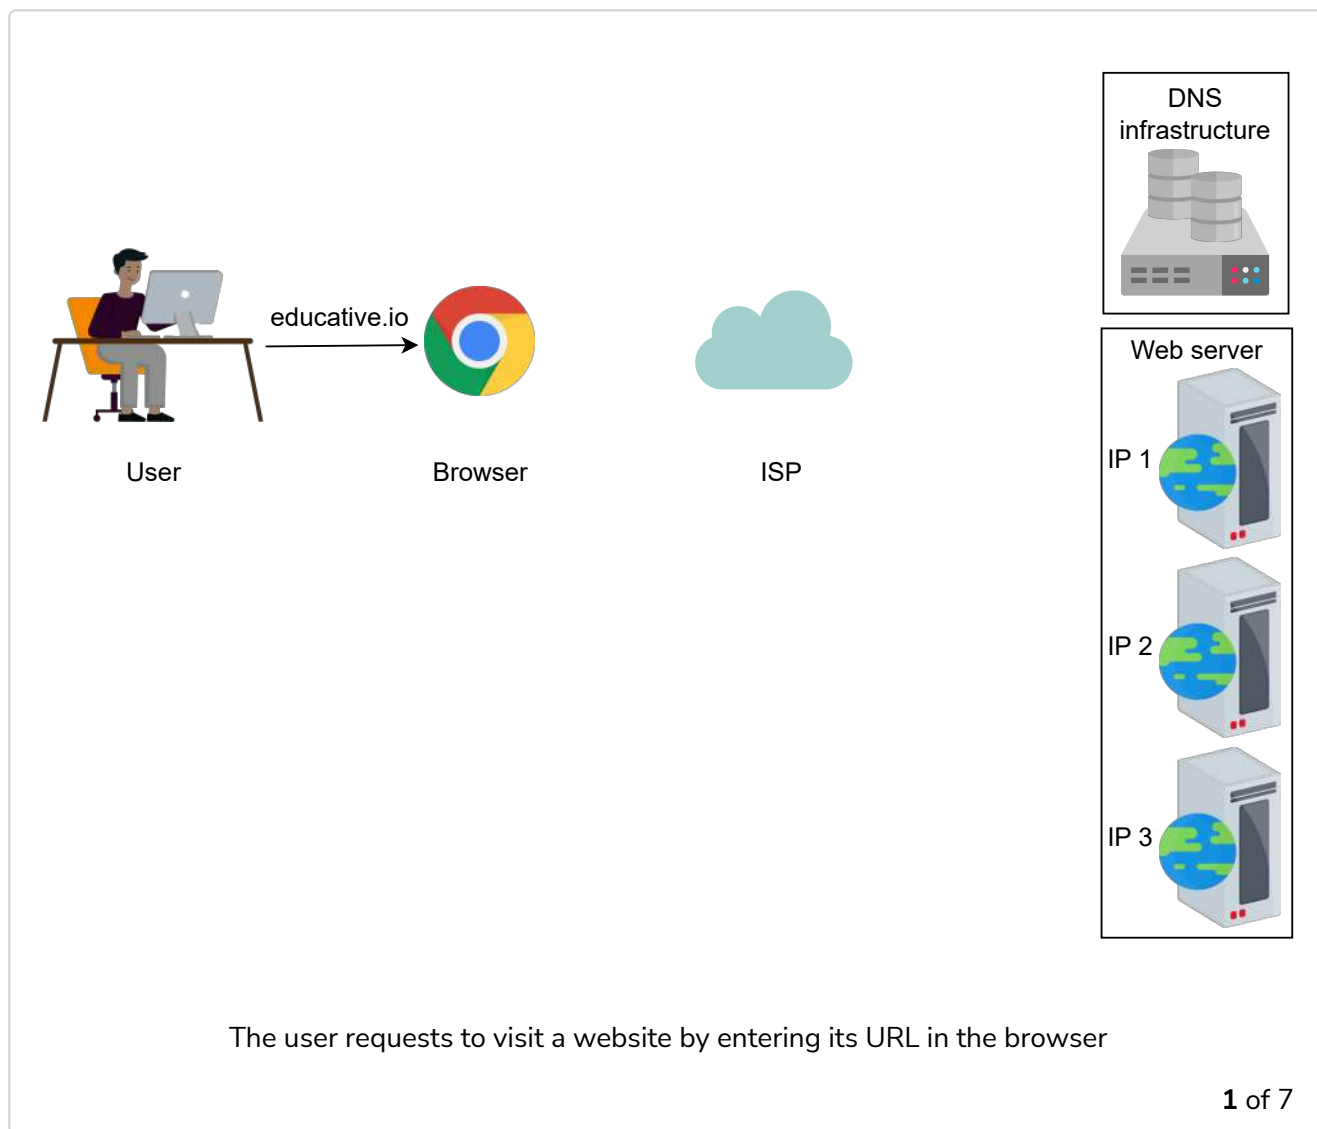 DNS
infrastructure
educative.io
Web server
User
Browser
ISP
IP 1
IP 2
IP 3
The user requests to visit a website by entering its URL in the browser
1 of 7